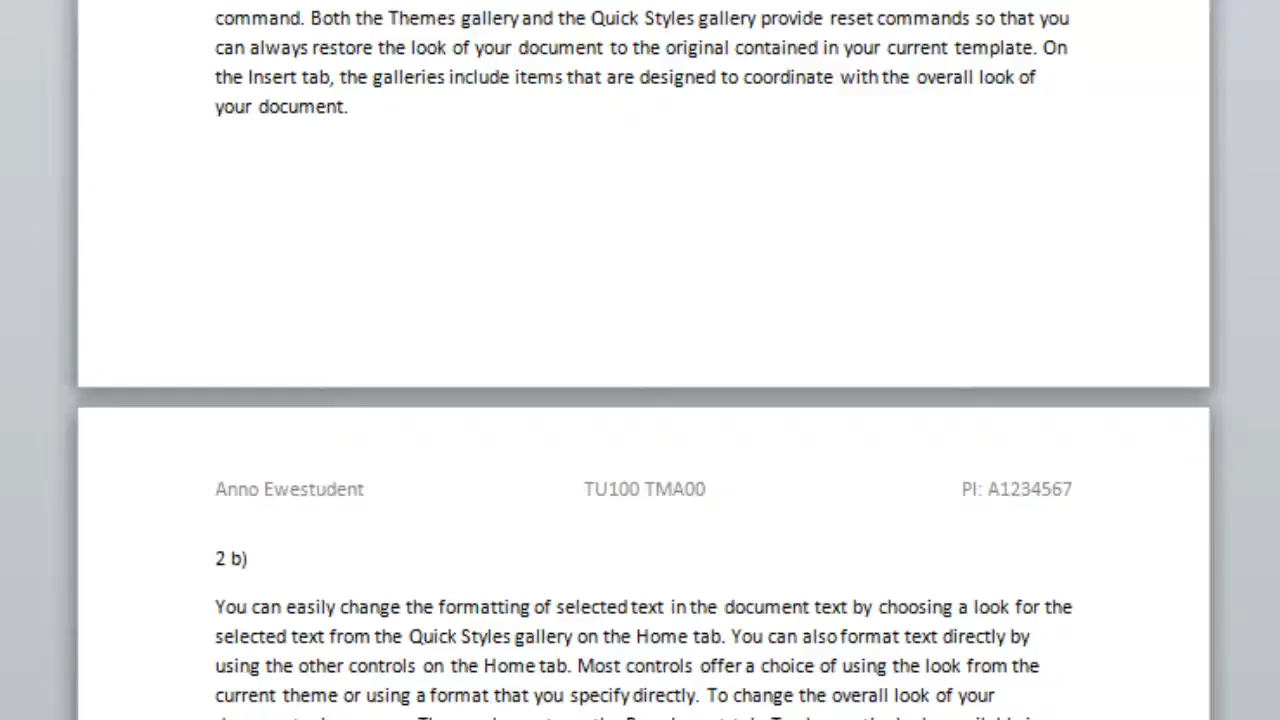 command. Both the Themes gallery and the Quick Styles gallery provide reset commands so that you
can always restore the look of your document to the original contained in your current template. On
the Insert tab, the galleries include items that are designed to coordinate with the overall look of
your document.
Anno Ewestudent TU100 TMA00 PI: A1234567
2 b)
You can easily change the formatting of selected text in the document text by choosing a look for the
selected text from the Quick Styles gallery on the Home tab. You can also format text directly by
using the other controls on the Home tab. Most controls offer a choice of using the look from the
current theme or using a format that you specify directly. To change the overall look of your